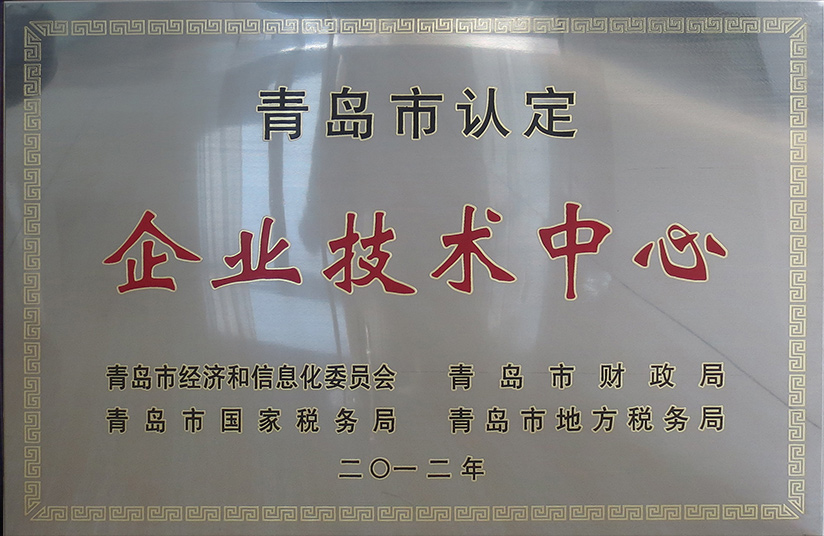 青岛市认定
企业技术中心
青岛市经济和信息化委员会 青岛市财政局
青岛市国家税务局 青岛市地方税务局
二〇一二年